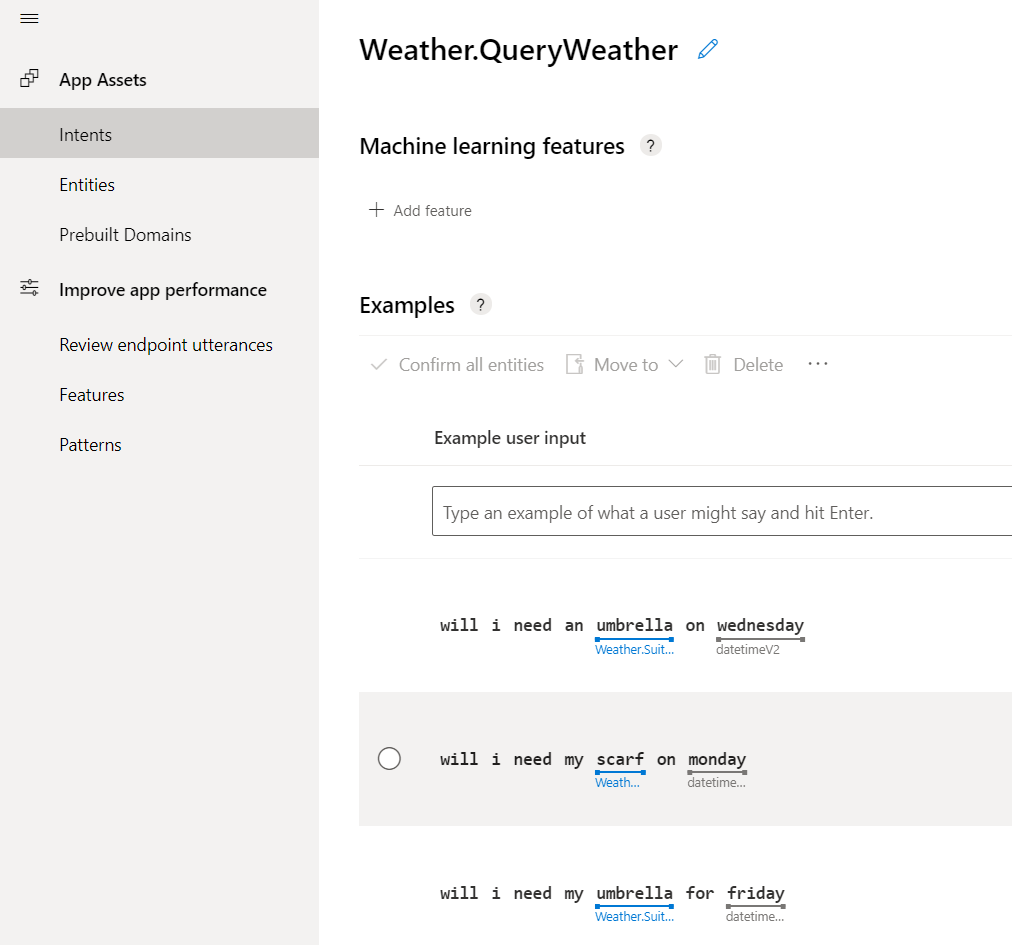 Weather.QueryWeather
App Assets
Intents
Entities
Prebuilt Domains
Improve app performance
Review endpoint utterances
Features
Patterns
Machine learning features ?
Add feature
Examples ?
Confirm all entities Move to Delete ...
Example user input
Type an example of what a user might say and hit Enter.
will i need an umbrella on wednesday
Weather.Suit... datetimeV2
will i need my scarf on monday
Weath... datetime...
will i need my umbrella for friday
Weather.Suit... datetime...